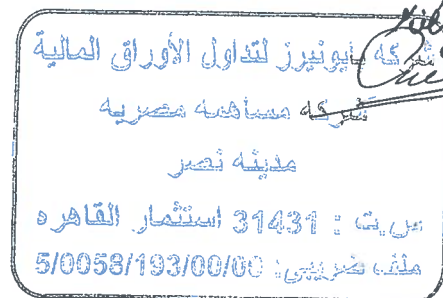 شركه بايونيرز لتداول الأوراق المالية
شركه مساهمه مصريه
مدينه نصر
س.ت : 31431 استثمار القاهره
ملف ضريبى: 5/0058/193/00/00